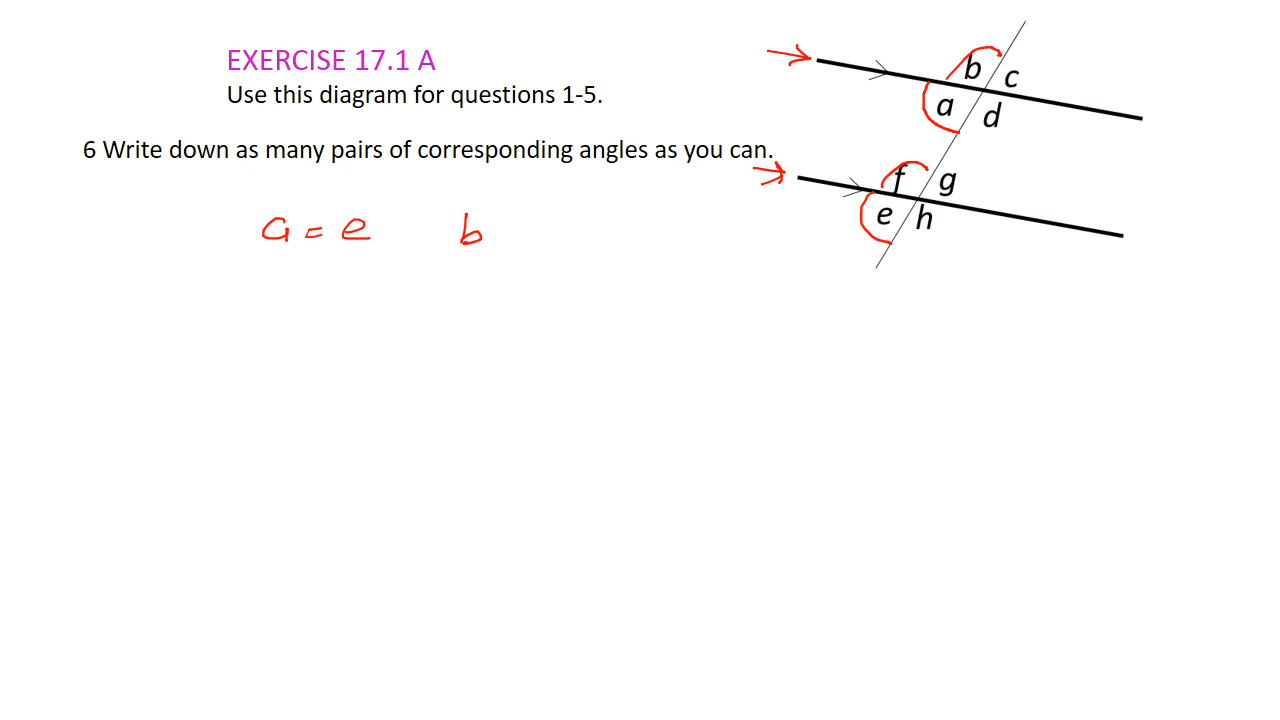 EXERCISE 17.1 A
Use this diagram for questions 1-5.
6 Write down as many pairs of corresponding angles as you can.
a = e b
b c
a d
f g
e h